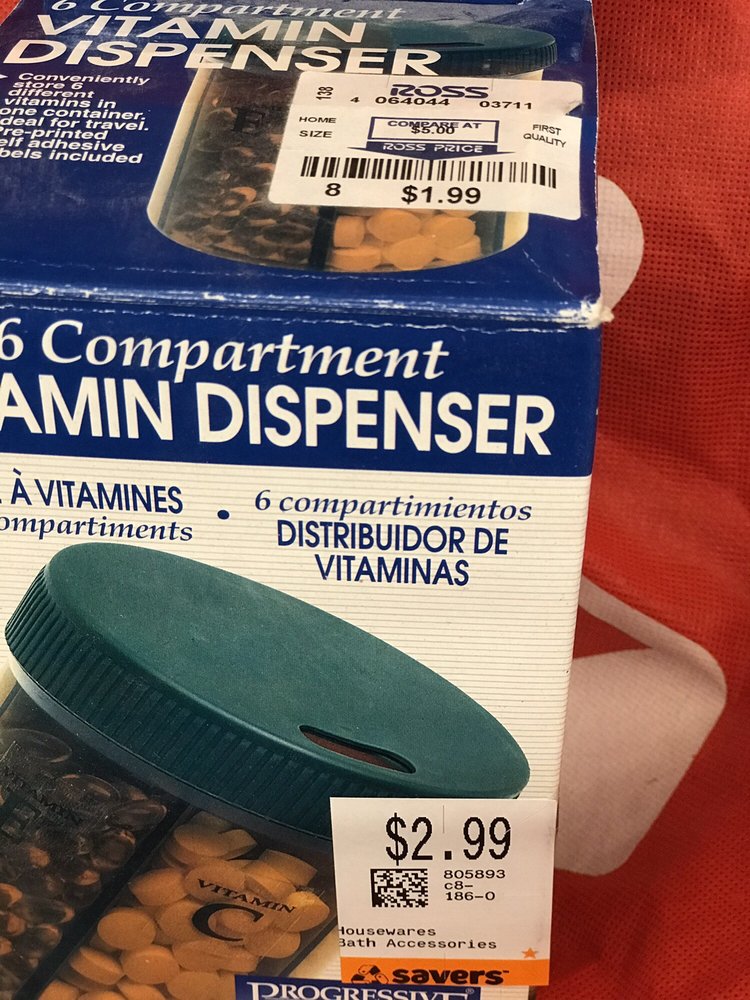 6 Compartment
VITAMIN
DISPENSER
Conveniently
store 6
different
vitamins in
one container.
deal for travel.
Pre-printed
elf adhesive
bels included
138
ROSS
4 064044 03711
HOME
SIZE
COMPARE AT
$5.00
ROSS PRICE
FIRST
QUALITY
8 $1.99
E
6 Compartment
AMIN DISPENSER
À VITAMINES
ompartiments
•
6 compartimientos
DISTRIBUIDOR DE
VITAMINAS
VITAMIN
E
VITAMIN
C
$2.99
805893
c8-
186-0
Housewares
Bath Accessories
savers™
PROGRESSIVE